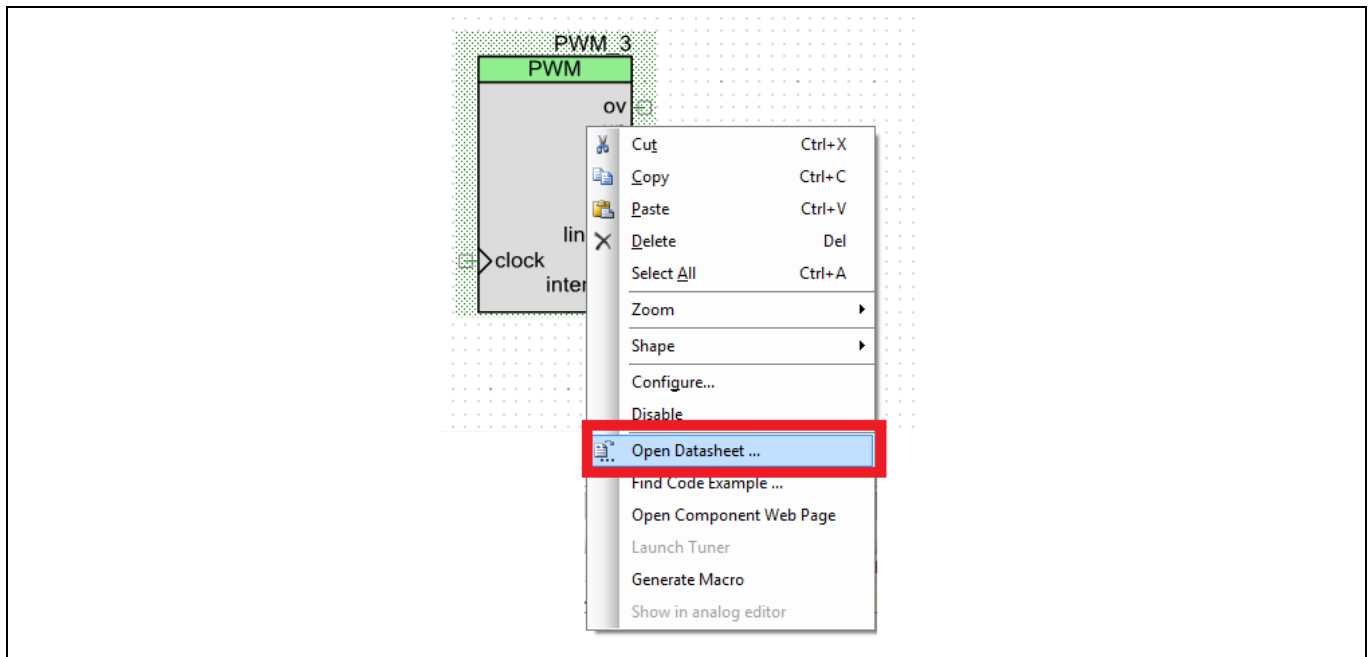 PWM_3
PWM
ov
lin
clock
inter
Cut Ctrl+X
Copy Ctrl+C
Paste Ctrl+V
Delete Del
Select All Ctrl+A
Zoom
Shape
Configure...
Disable
Open Datasheet ...
Find Code Example ...
Open Component Web Page
Launch Tuner
Generate Macro
Show in analog editor